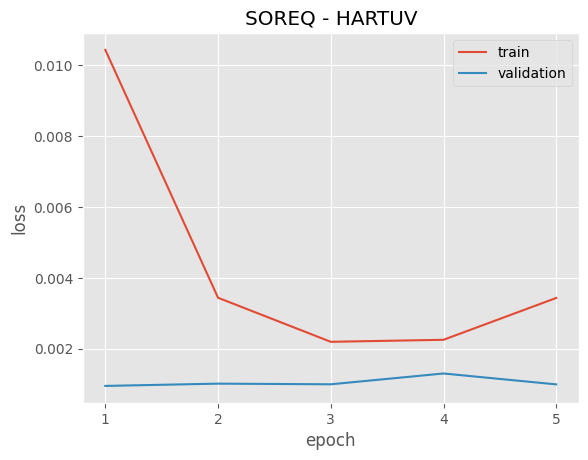 SOREQ - HARTUV
train
validation
0.010
0.008
0.006
0.004
0.002
loss
1 2 3 4 5
epoch